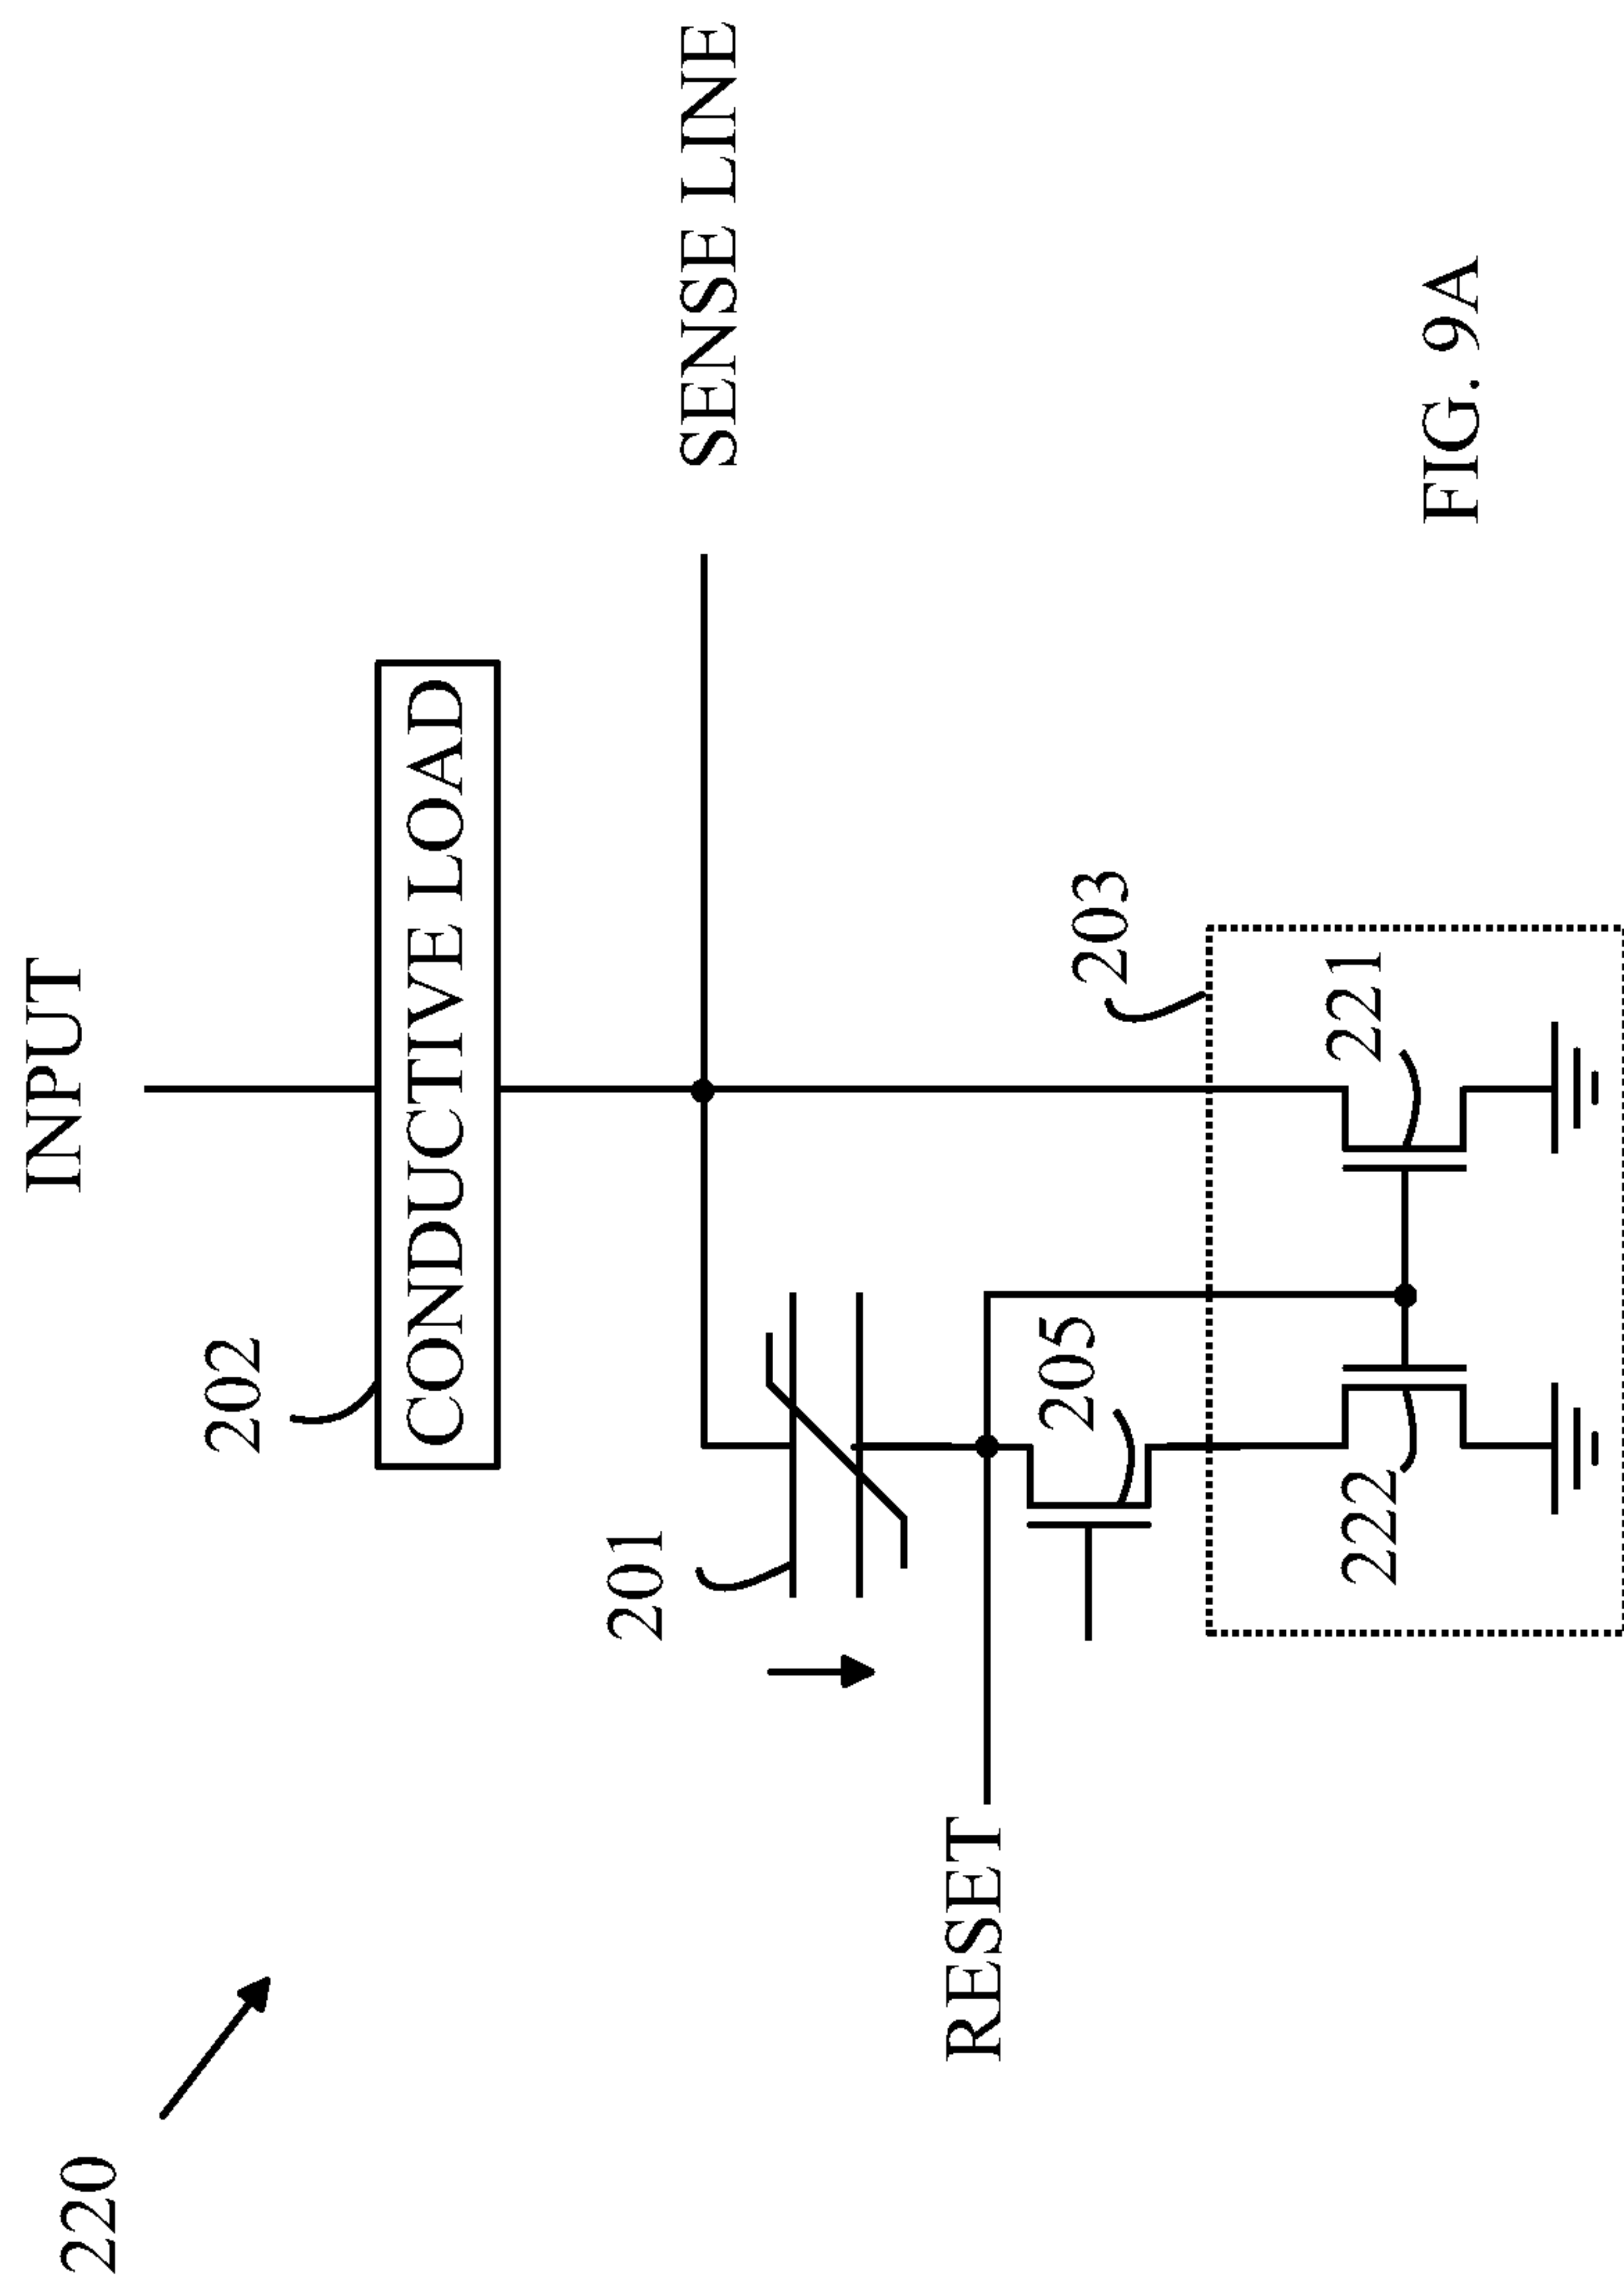 220
INPUT
202
CONDUCTIVE LOAD
201
SENSE LINE
RESET
205
203
222
221
FIG. 9A